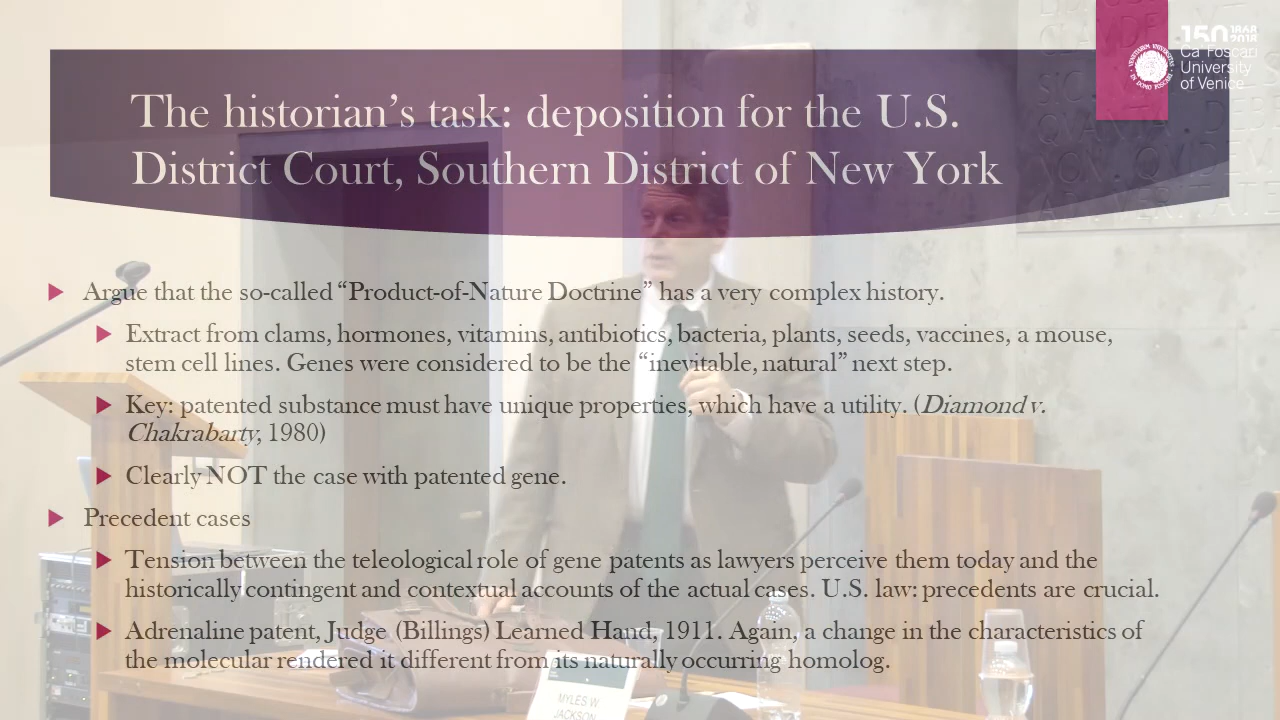 150 1868 2018
Ca' Foscari
University
of Venice
The historian's task: deposition for the U.S.
District Court, Southern District of New York
Argue that the so-called “Product-of-Nature Doctrine” has a very complex history.
Extract from clams, hormones, vitamins, antibiotics, bacteria, plants, seeds, vaccines, a mouse,
stem cell lines. Genes were considered to be the “inevitable, natural” next step.
Key: patented substance must have unique properties, which have a utility. (Diamond v.
Chakrabarty, 1980)
Clearly NOT the case with patented gene.
Precedent cases
Tension between the teleological role of gene patents as lawyers perceive them today and the
historically contingent and contextual accounts of the actual cases. U.S. law: precedents are crucial.
Adrenaline patent, Judge (Billings) Learned Hand, 1911. Again, a change in the characteristics of
the molecular rendered it different from its naturally occurring homolog.
MYLES W.
JACKSON